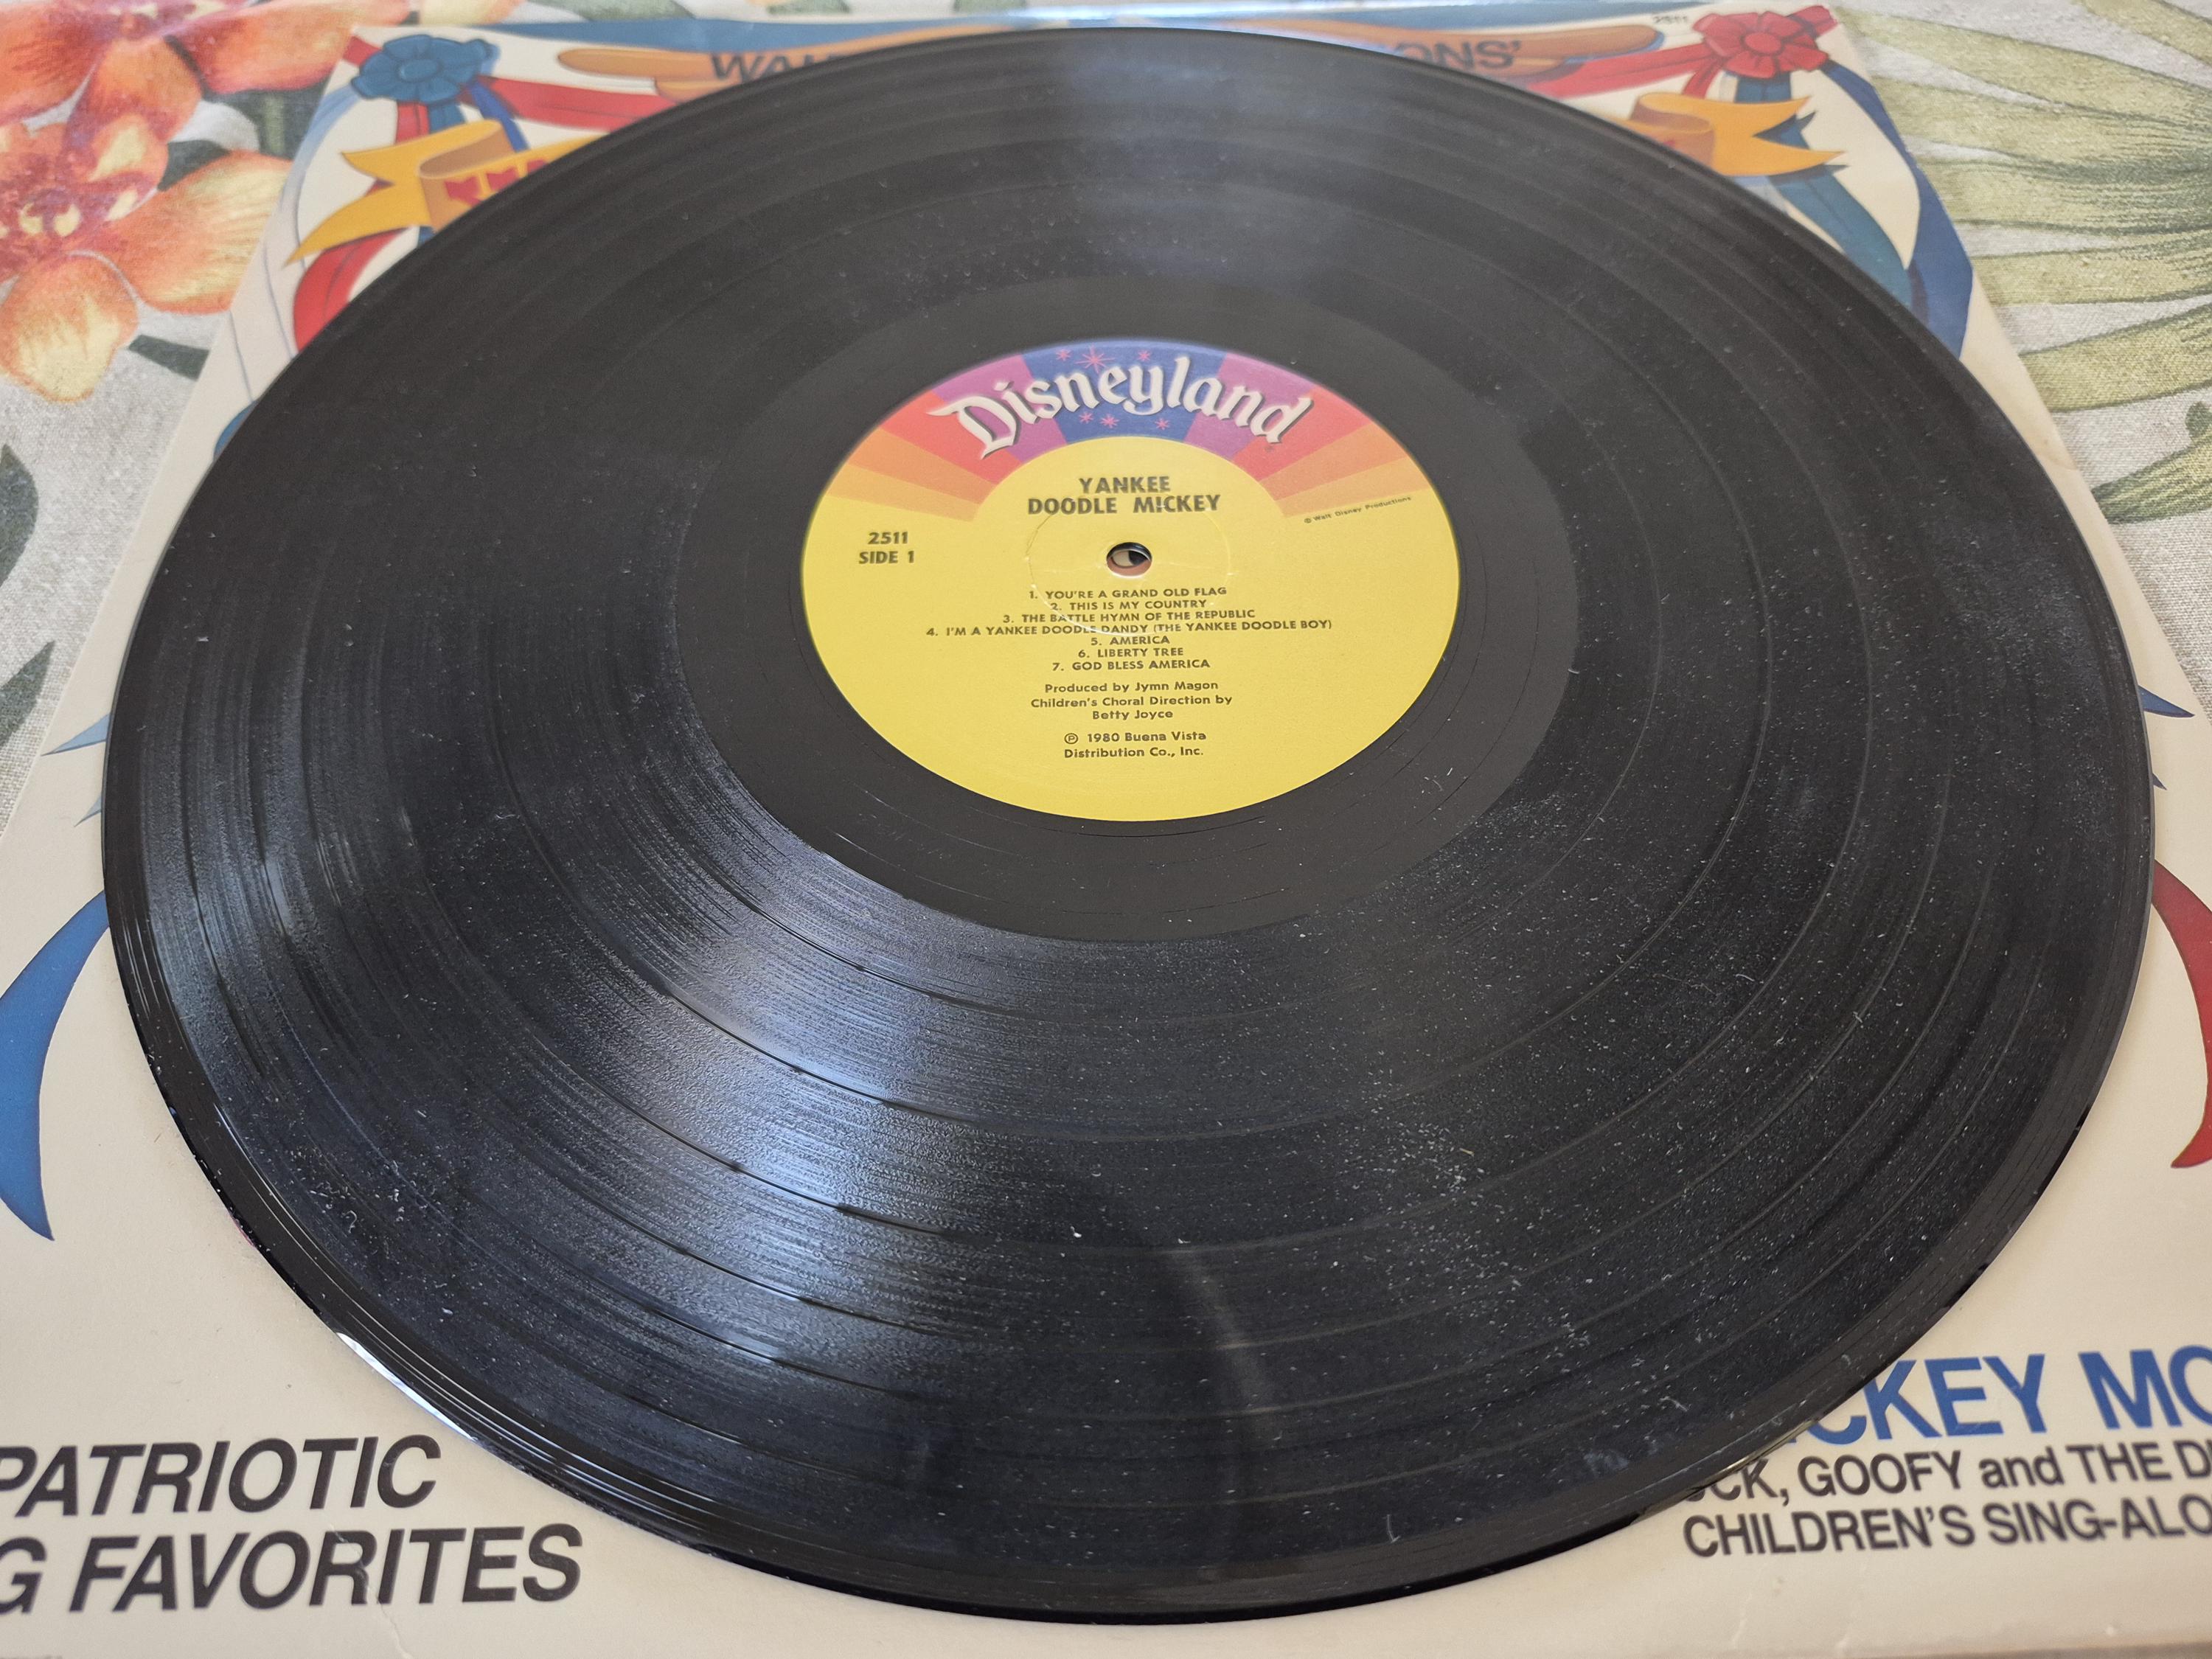 2511
ONS'
Disneyland
YANKEE
DOODLE MICKEY
© Walt Disney Productions
2511
SIDE 1
1. YOU'RE A GRAND OLD FLAG
2. THIS IS MY COUNTRY
3. THE BATTLE HYMN OF THE REPUBLIC
4. I'M A YANKEE DOODLE DANDY (THE YANKEE DOODLE BOY)
5. AMERICA
6. LIBERTY TREE
7. GOD BLESS AMERICA
Produced by Jymn Magon
Children's Choral Direction by
Betty Joyce
Ⓟ 1980 Buena Vista
Distribution Co., Inc.
PATRIOTIC
G FAVORITES
CKEY MO
CK, GOOFY and THE DI
CHILDREN'S SING-ALO